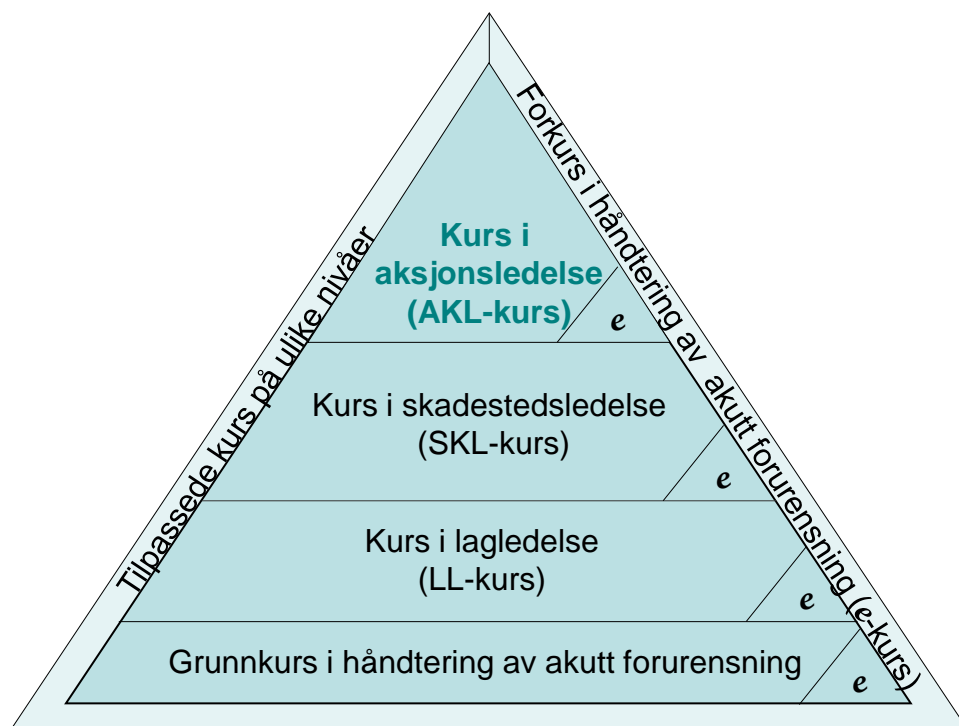 Tilpassede kurs på ulike nivåer
Forkurs i håndtering av akutt forurensning (e-kurs)
Kurs i
aksjonsledelse
(AKL-kurs)
e
Kurs i skadestedsledelse
(SKL-kurs)
e
Kurs i lagledelse
(LL-kurs)
e
Grunnkurs i håndtering av akutt forurensning
e